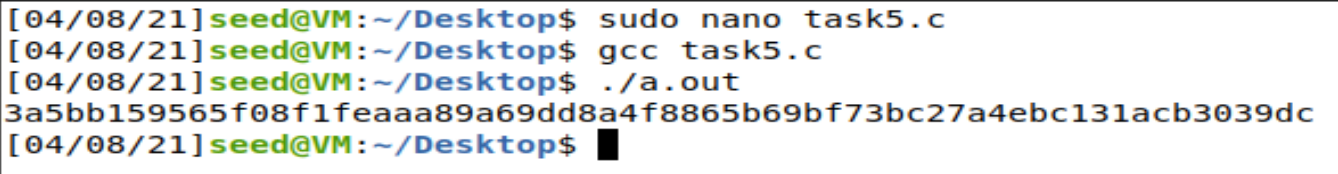 [04/08/21]seed@VM:~/Desktop$ sudo nano task5.c
[04/08/21]seed@VM:~/Desktop$ gcc task5.c
[04/08/21]seed@VM:~/Desktop$ ./a.out
3a5bb159565f08f1feaaa89a69dd8a4f8865b69bf73bc27a4ebc131acb3039dc
[04/08/21]seed@VM:~/Desktop$